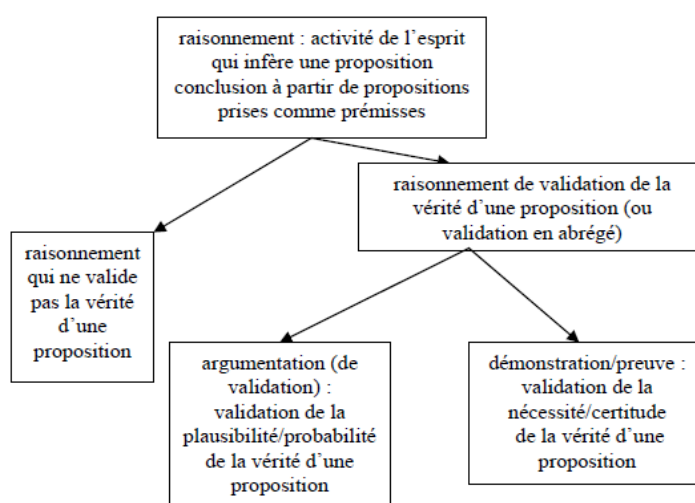 raisonnement : activité de l’esprit
qui infère une proposition
conclusion à partir de propositions
prises comme prémisses
raisonnement de validation de la
vérité d’une proposition (ou
validation en abrégé)
raisonnement
qui ne valide
pas la vérité
d’une
proposition
argumentation (de
validation) :
validation de la
plausibilité/probabilité
de la vérité d’une
proposition
démonstration/preuve :
validation de la
nécessité/certitude
de la vérité d’une
proposition